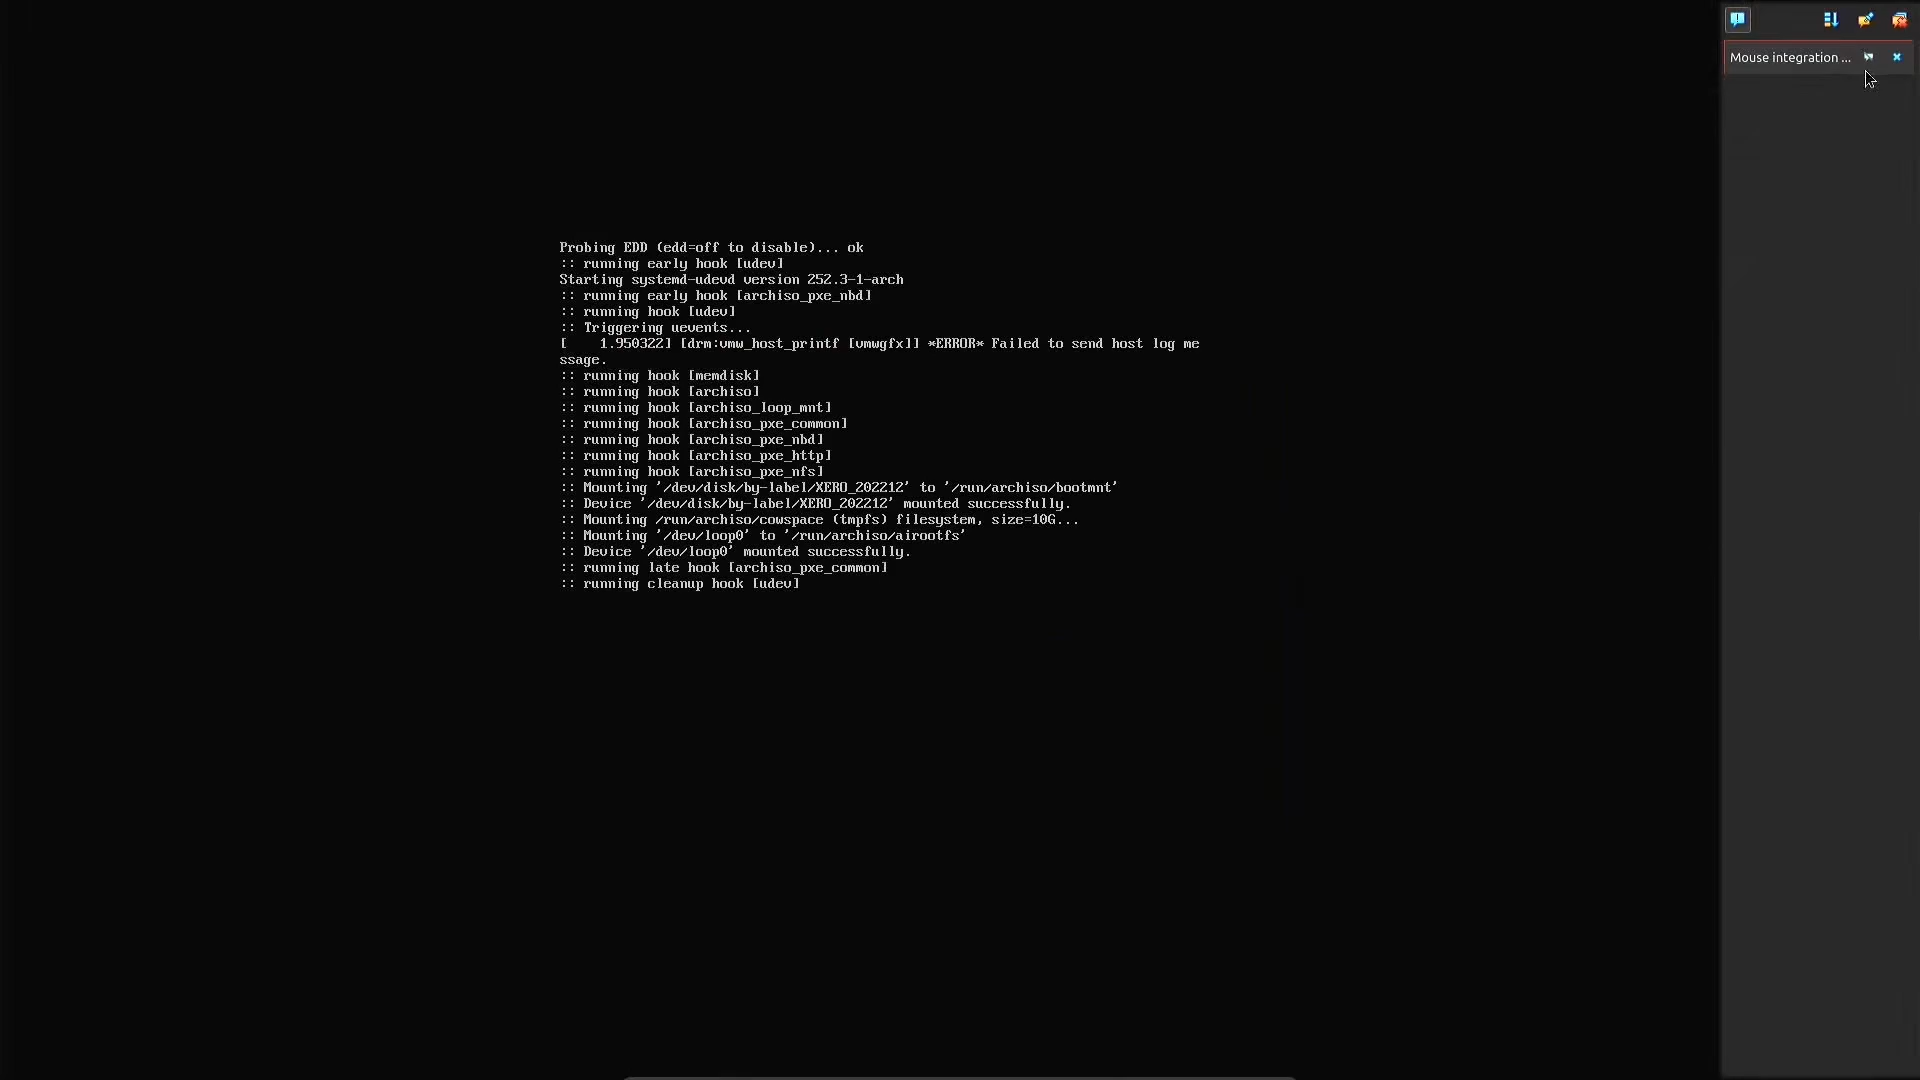 Mouse integration ...
Probing EDD (edd=off to disable)... ok
:: running early hook [udev]
Starting systemd-udevd version 252.3-1-arch
:: running early hook [archiso_pxe_nbd]
:: running hook [udev]
:: Triggering uevents...
[    1.950322] [drm:vmw_host_printf [vmwgfx]] *ERROR* Failed to send host log me
ssage.
:: running hook [memdisk]
:: running hook [archiso]
:: running hook [archiso_loop_mnt]
:: running hook [archiso_pxe_common]
:: running hook [archiso_pxe_nbd]
:: running hook [archiso_pxe_http]
:: running hook [archiso_pxe_nfs]
:: Mounting '/dev/disk/by-label/XERO_202212' to '/run/archiso/bootmnt'
:: Device '/dev/disk/by-label/XERO_202212' mounted successfully.
:: Mounting /run/archiso/cowspace (tmpfs) filesystem, size=10G...
:: Mounting '/dev/loop0' to '/run/archiso/airootfs'
:: Device '/dev/loop0' mounted successfully.
:: running late hook [archiso_pxe_common]
:: running cleanup hook [udev]